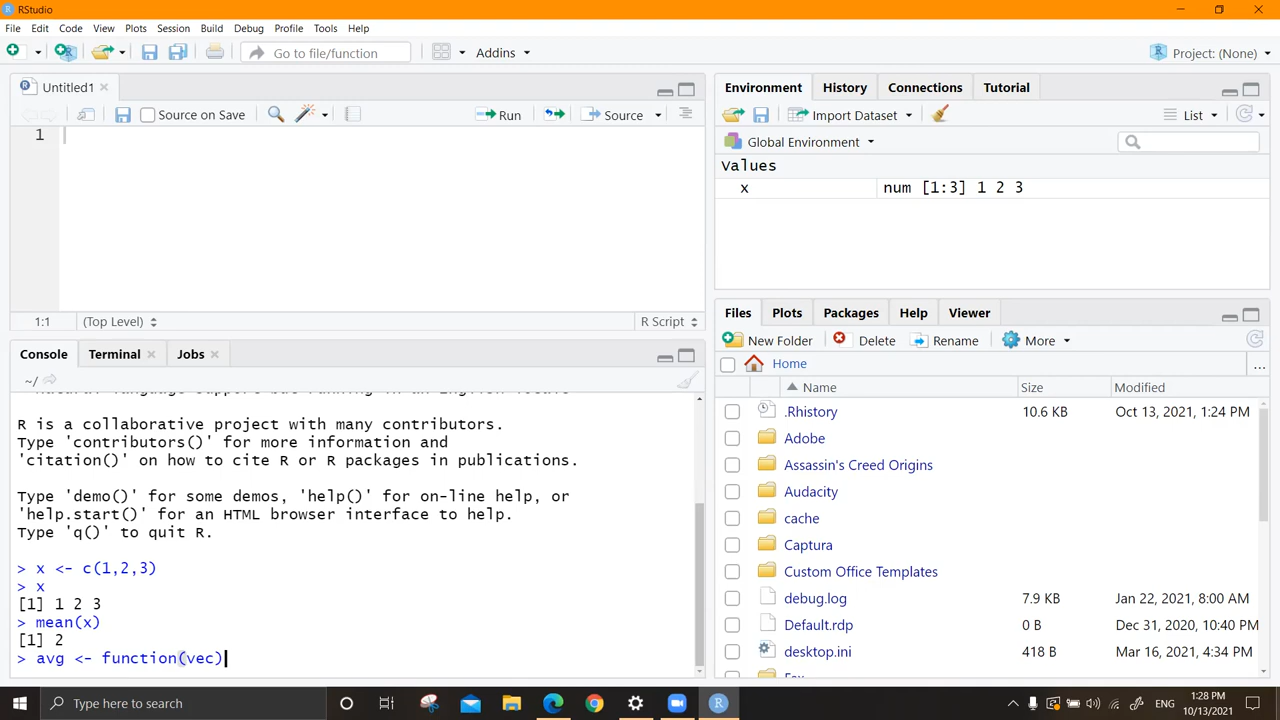 RStudio
File Edit Code View Plots Session Build Debug Profile Tools Help
Go to file/function Addins Project: (None)
Untitled1
Source on Save Run Source
1
1:1 (Top Level) R Script
Console Terminal Jobs
~/
R is a collaborative project with many contributors.
Type 'contributors()' for more information and
'citation()' on how to cite R or R packages in publications.
Type 'demo()' for some demos, 'help()' for on-line help, or
'help.start()' for an HTML browser interface to help.
Type 'q()' to quit R.
> x <- c(1,2,3)
> x
[1] 1 2 3
> mean(x)
[1] 2
> avg <- function(vec)
Environment History Connections Tutorial
Import Dataset List
Global Environment
Values
x num [1:3] 1 2 3
Files Plots Packages Help Viewer
New Folder Delete Rename More
Home ...
Name Size Modified
.Rhistory 10.6 KB Oct 13, 2021, 1:24 PM
Adobe
Assassin's Creed Origins
Audacity
cache
Captura
Custom Office Templates
debug.log 7.9 KB Jan 22, 2021, 8:00 AM
Default.rdp 0 B Dec 31, 2020, 10:40 PM
desktop.ini 418 B Mar 16, 2021, 4:34 PM
Type here to search
ENG
1:28 PM
10/13/2021